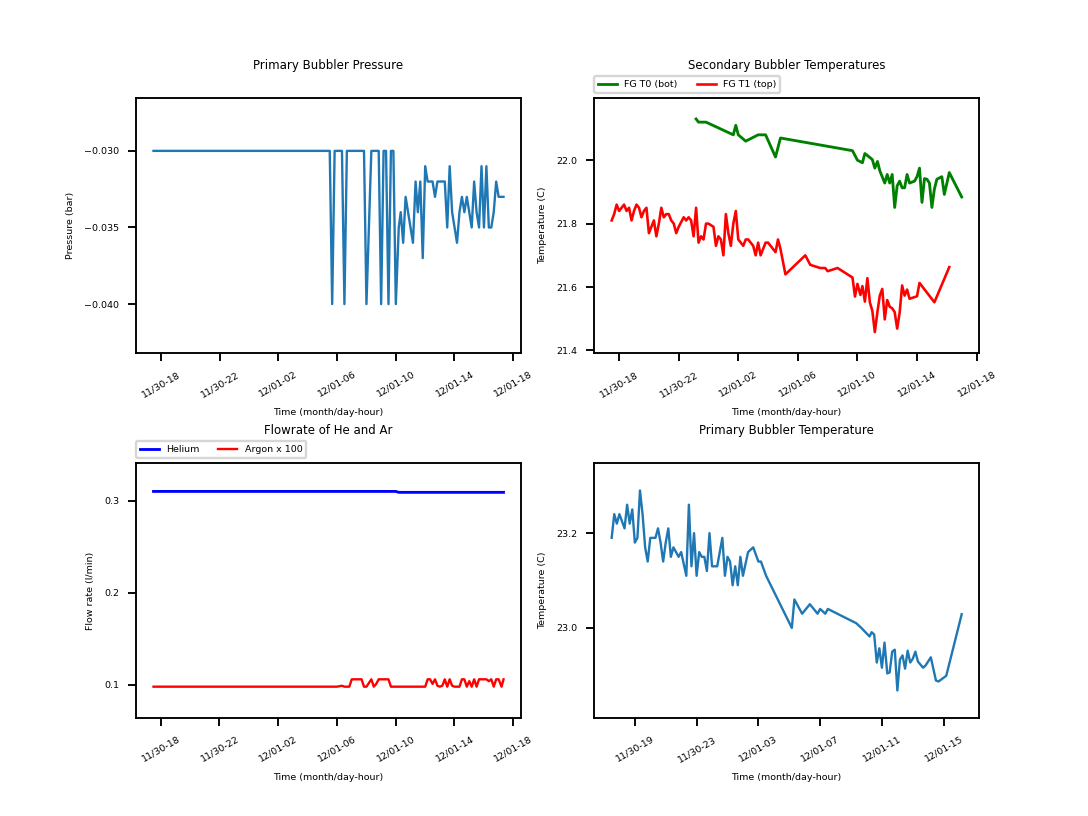 Primary Bubbler Pressure
Pressure (bar)
−0.030
−0.035
−0.040
11/30-18
11/30-22
12/01-02
12/01-06
12/01-10
12/01-14
12/01-18
Time (month/day-hour)
Secondary Bubbler Temperatures
FG T0 (bot)
FG T1 (top)
Temperature (C)
22.0
21.8
21.6
21.4
11/30-18
11/30-22
12/01-02
12/01-06
12/01-10
12/01-14
12/01-18
Time (month/day-hour)
Flowrate of He and Ar
Helium
Argon x 100
Flow rate (l/min)
0.3
0.2
0.1
11/30-18
11/30-22
12/01-02
12/01-06
12/01-10
12/01-14
12/01-18
Time (month/day-hour)
Primary Bubbler Temperature
Temperature (C)
23.2
23.0
11/30-19
11/30-23
12/01-03
12/01-07
12/01-11
12/01-15
Time (month/day-hour)